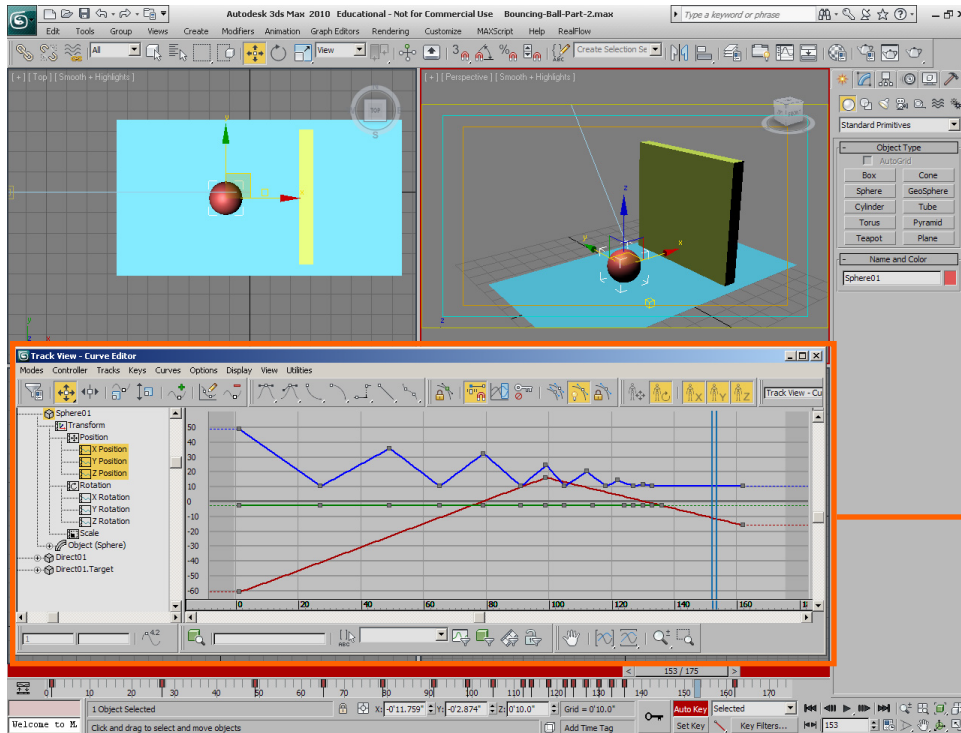 Autodesk 3ds Max 2010 Educational - Not for Commercial Use Bouncing-Ball-Part-2.max
Type a keyword or phrase
Edit Tools Group Views Create Modifiers Animation Graph Editors Rendering Customize MAXScript Help RealFlow
All
View
3
Create Selection Se
[ + ] [ Top ] [ Smooth + Highlights ]
[ + ] [ Perspective ] [ Smooth + Highlights ]
TOP
S
y
x
z
y
x
y
z x
z
Standard Primitives
- Object Type
AutoGrid
Box Cone
Sphere GeoSphere
Cylinder Tube
Torus Pyramid
Teapot Plane
- Name and Color
Sphere01
Track View - Curve Editor
Modes Controller Tracks Keys Curves Options Display View Utilities
X Y Z
Track View - Cu
Sphere01
Transform
Position
X Position
Y Position
Z Position
Rotation
X Rotation
Y Rotation
Z Rotation
Scale
Object (Sphere)
Direct01
Direct01.Target
50
40
30
20
10
0
-10
-20
-30
-40
-50
-60
0 20 40 60 80 100 120 140 160
1
4.2
ABC
< 153 / 175 >
0 10 20 30 40 50 60 70 80 90 100 110 120 130 140 150 160 170
1 Object Selected
X: -0'11.759" Y: -0'2.874" Z: 0'10.0" Grid = 0'10.0"
Auto Key Selected
Welcome to M
Click and drag to select and move objects
Add Time Tag
Set Key Key Filters...
153